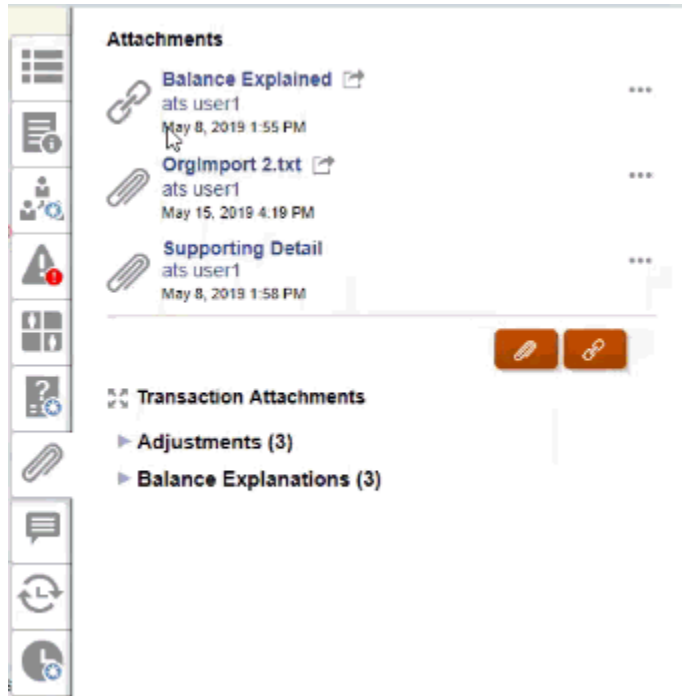 Attachments
Balance Explained
ats user1
May 8, 2019 1:55 PM
OrgImport 2.txt
ats user1
May 15, 2019 4:19 PM
Supporting Detail
ats user1
May 8, 2019 1:58 PM
Transaction Attachments
Adjustments (3)
Balance Explanations (3)